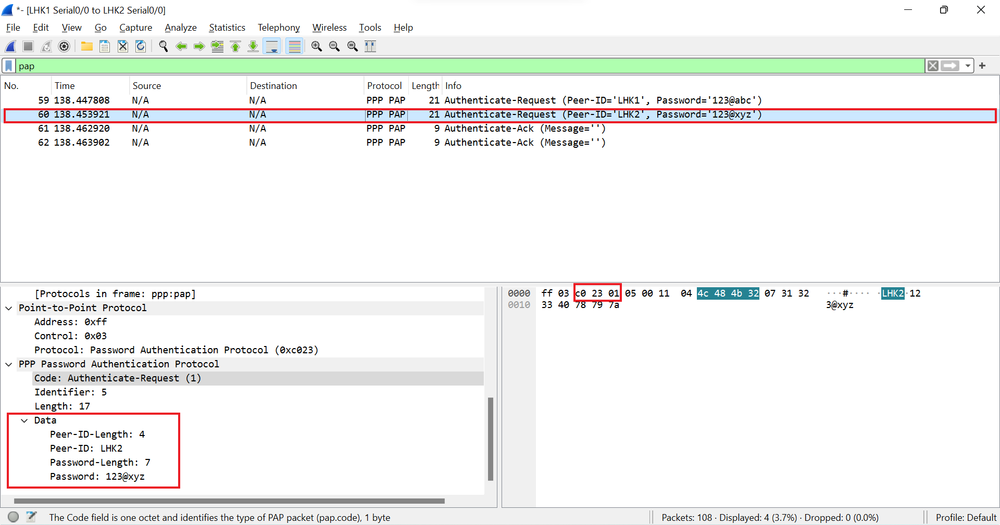 *- [LHK1 Serial0/0 to LHK2 Serial0/0]
File Edit View Go Capture Analyze Statistics Telephony Wireless Tools Help
pap
No. Time Source Destination Protocol Length Info
59 138.447808 N/A N/A PPP PAP 21 Authenticate-Request (Peer-ID='LHK1', Password='123@abc')
60 138.453921 N/A N/A PPP PAP 21 Authenticate-Request (Peer-ID='LHK2', Password='123@xyz')
61 138.462920 N/A N/A PPP PAP 9 Authenticate-Ack (Message='')
62 138.463902 N/A N/A PPP PAP 9 Authenticate-Ack (Message='')
[Protocols in frame: ppp:pap]
Point-to-Point Protocol
Address: 0xff
Control: 0x03
Protocol: Password Authentication Protocol (0xc023)
PPP Password Authentication Protocol
Code: Authenticate-Request (1)
Identifier: 5
Length: 17
Data
Peer-ID-Length: 4
Peer-ID: LHK2
Password-Length: 7
Password: 123@xyz
0000 ff 03 c0 23 01 05 00 11 04 4c 48 4b 32 07 31 32 ···#···· ·LHK2·12
0010 33 40 78 79 7a 3@xyz
The Code field is one octet and identifies the type of PAP packet (pap.code), 1 byte
Packets: 108 · Displayed: 4 (3.7%) · Dropped: 0 (0.0%)
Profile: Default